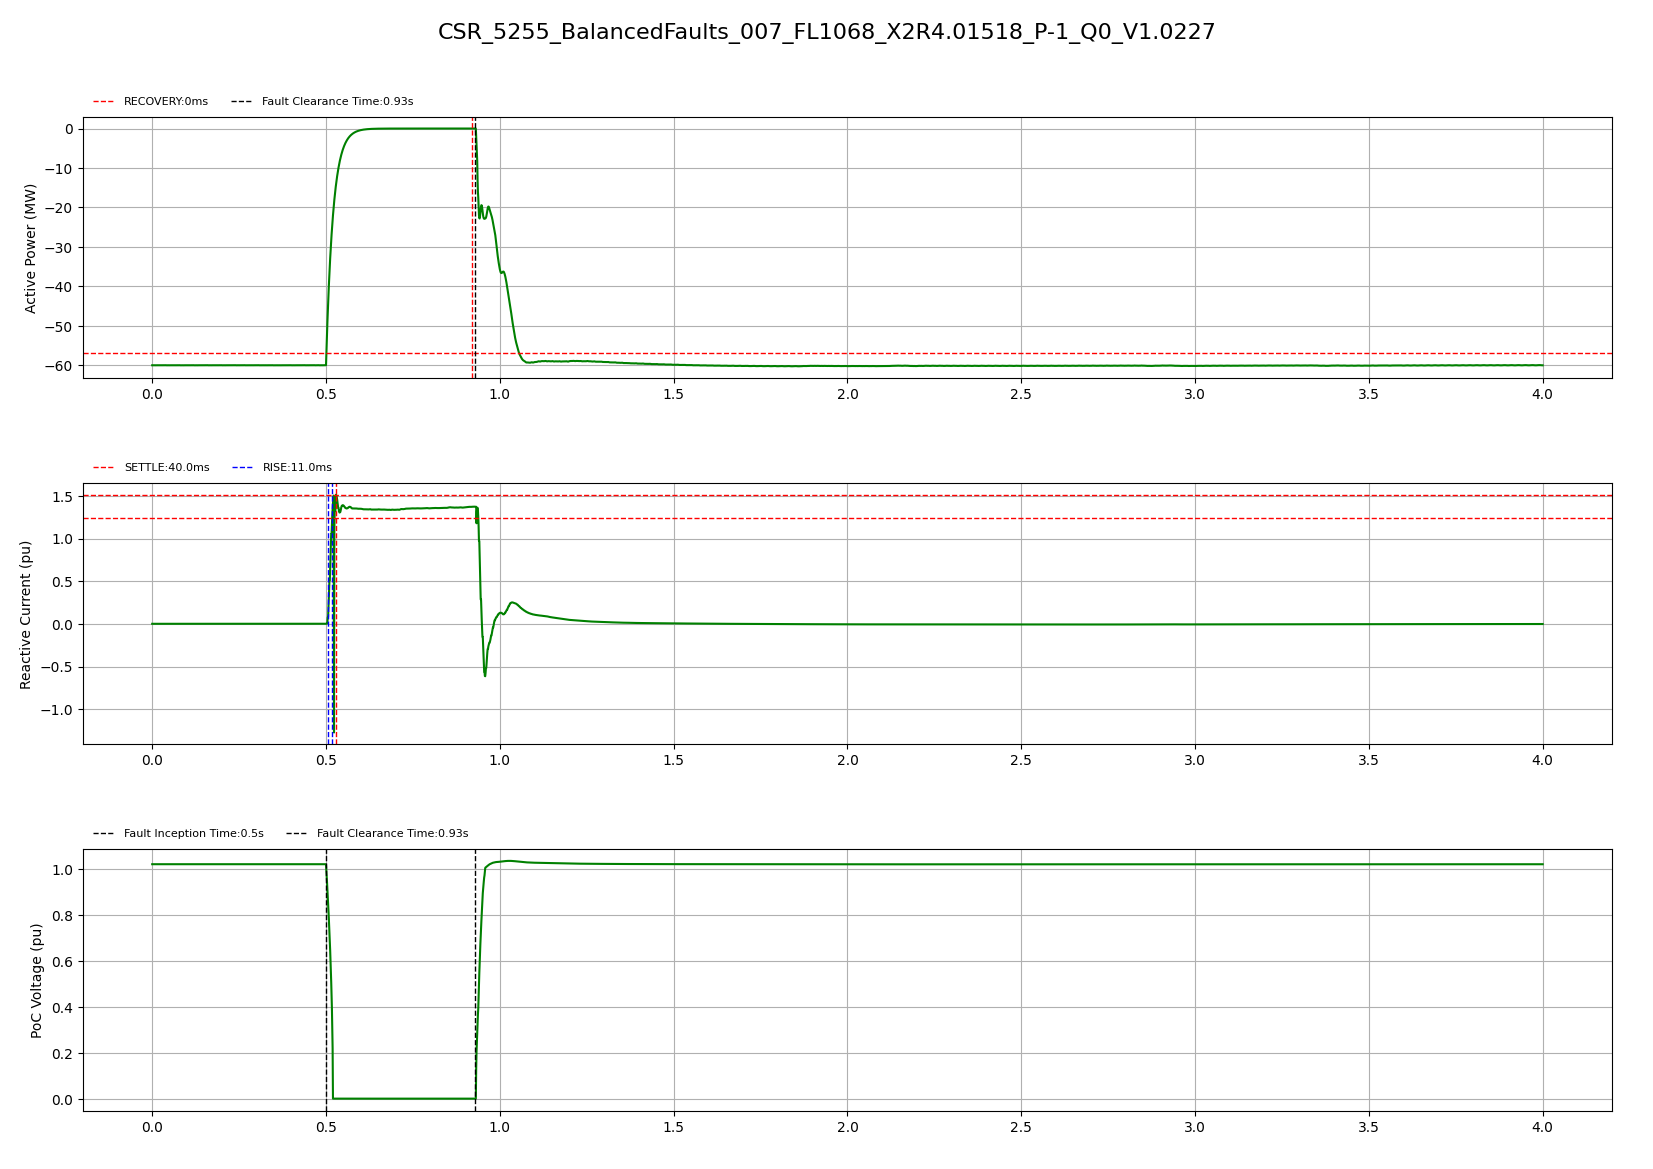 CSR_5255_BalancedFaults_007_FL1068_X2R4.01518_P-1_Q0_V1.0227
RECOVERY:0ms Fault Clearance Time:0.93s
Active Power (MW)
0
−10
−20
−30
−40
−50
−60
0.0 0.5 1.0 1.5 2.0 2.5 3.0 3.5 4.0
SETTLE:40.0ms RISE:11.0ms
Reactive Current (pu)
1.5
1.0
0.5
0.0
−0.5
−1.0
0.0 0.5 1.0 1.5 2.0 2.5 3.0 3.5 4.0
Fault Inception Time:0.5s Fault Clearance Time:0.93s
PoC Voltage (pu)
1.0
0.8
0.6
0.4
0.2
0.0
0.0 0.5 1.0 1.5 2.0 2.5 3.0 3.5 4.0